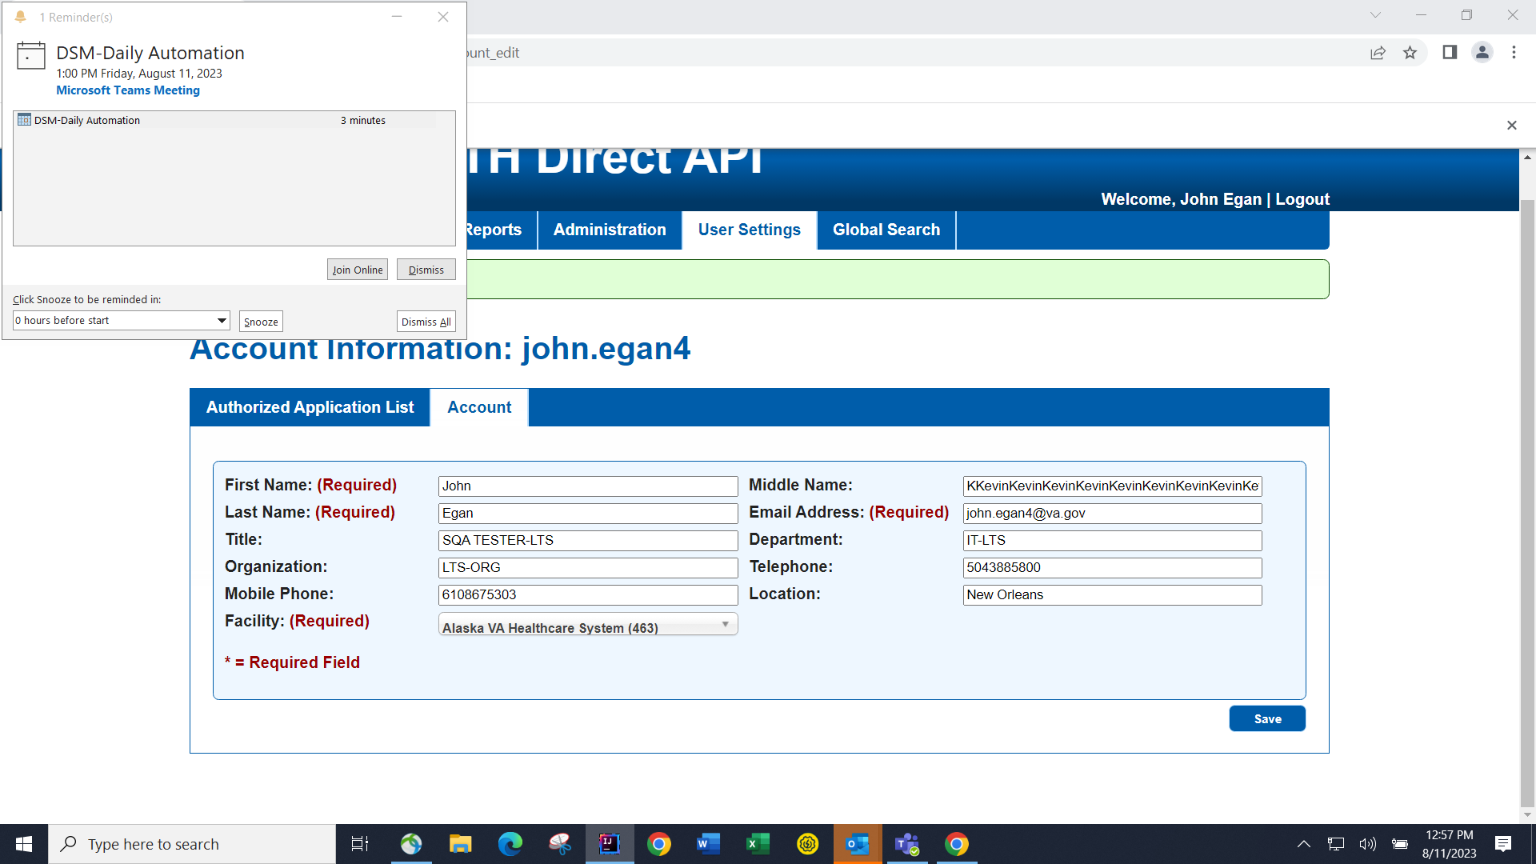 1 Reminder(s)
DSM-Daily Automation
1:00 PM Friday, August 11, 2023
Microsoft Teams Meeting
DSM-Daily Automation 3 minutes
Join Online Dismiss
Click Snooze to be reminded in:
0 hours before start Snooze Dismiss All
ount_edit
TH Direct API
Welcome, John Egan | Logout
Reports Administration User Settings Global Search
Account Information: john.egan4
Authorized Application List Account
First Name: (Required) John Middle Name: KKevinKevinKevinKevinKevinKevinKevinKevinKe
Last Name: (Required) Egan Email Address: (Required) john.egan4@va.gov
Title: SQA TESTER-LTS Department: IT-LTS
Organization: LTS-ORG Telephone: 5043885800
Mobile Phone: 6108675303 Location: New Orleans
Facility: (Required) Alaska VA Healthcare System (463)
* = Required Field
Save
Type here to search
12:57 PM
8/11/2023